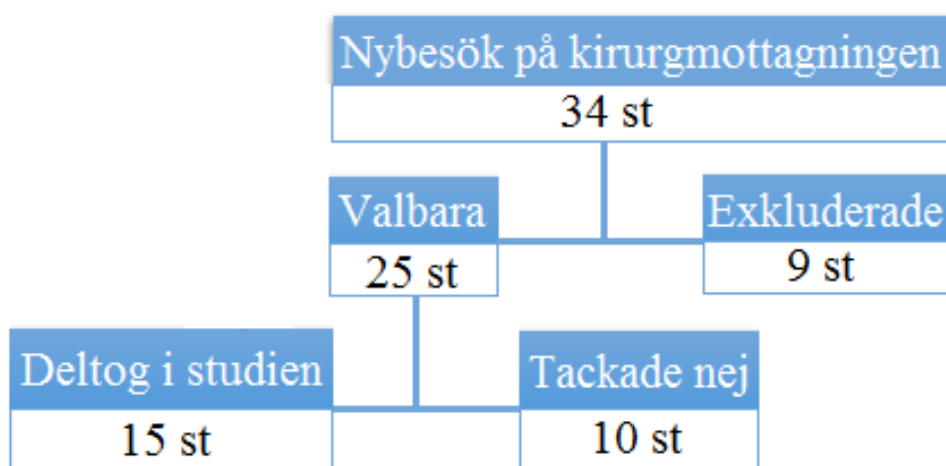 Nybesök på kirurgmottagningen
34 st
Valbara
25 st
Exkluderade
9 st
Deltog i studien
15 st
Tackade nej
10 st